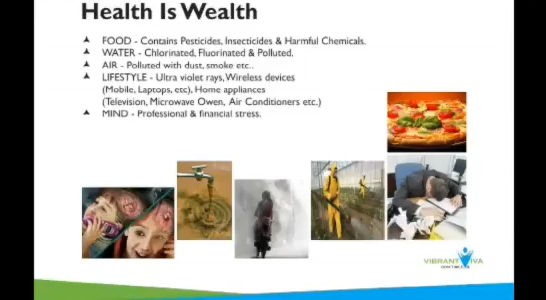 Health Is Wealth
FOOD - Contains Pesticides, Insecticides & Harmful Chemicals.
WATER - Chlorinated, Fluorinated & Polluted.
AIR - Polluted with dust, smoke etc..
LIFESTYLE - Ultra violet rays, Wireless devices
(Mobile, Laptops, etc), Home appliances
(Television, Microwave Owen, Air Conditioners etc.)
MIND - Professional & financial stress.
VIBRANT VIVA